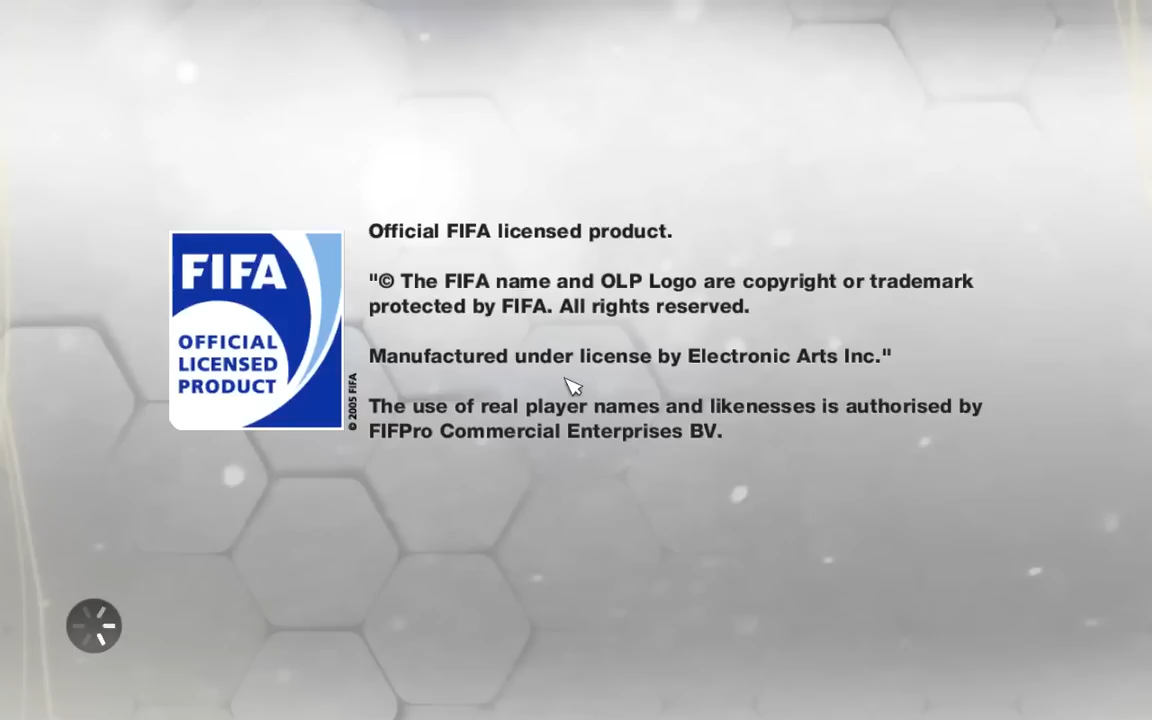 FIFA
OFFICIAL
LICENSED
PRODUCT
© 2005 FIFA
Official FIFA licensed product.
"© The FIFA name and OLP Logo are copyright or trademark
protected by FIFA. All rights reserved.
Manufactured under license by Electronic Arts Inc."
The use of real player names and likenesses is authorised by
FIFPro Commercial Enterprises BV.